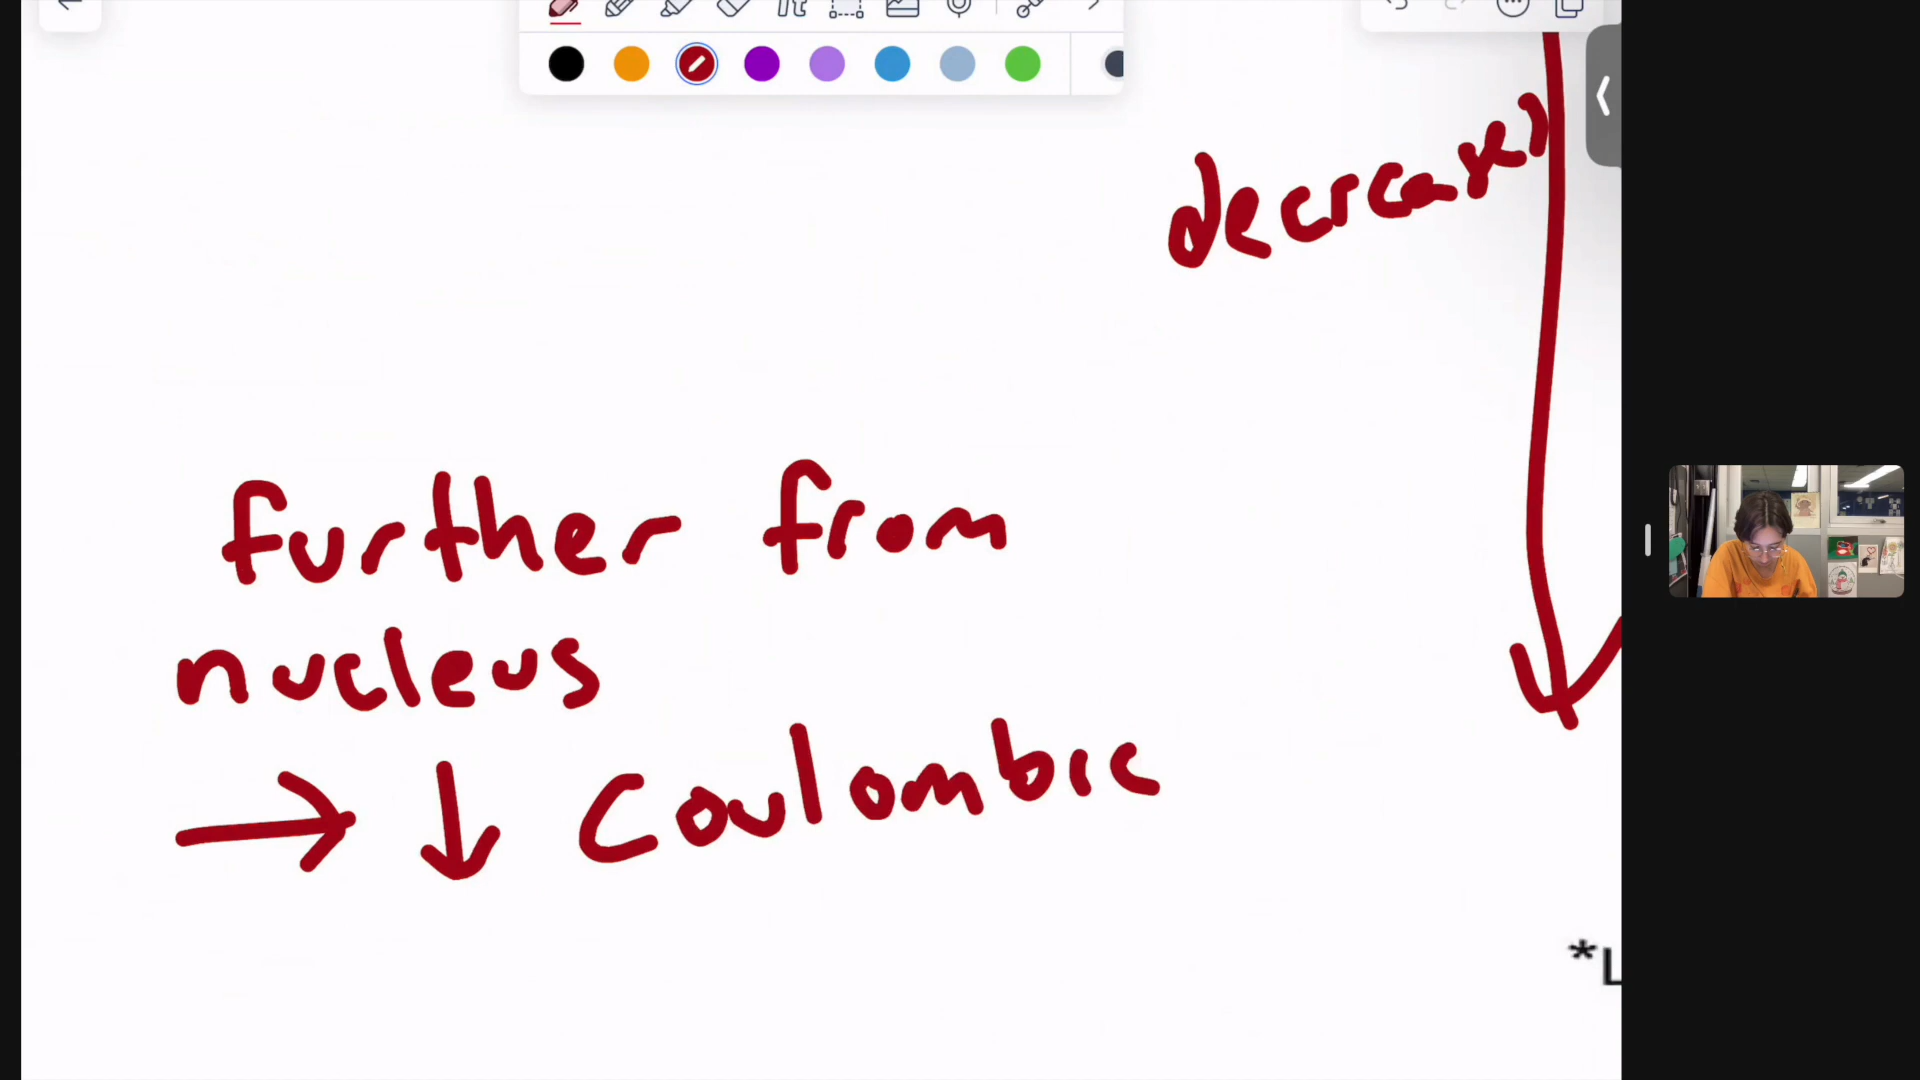 decreases
further from
nucleus
→ ↓ Coulombic
*L